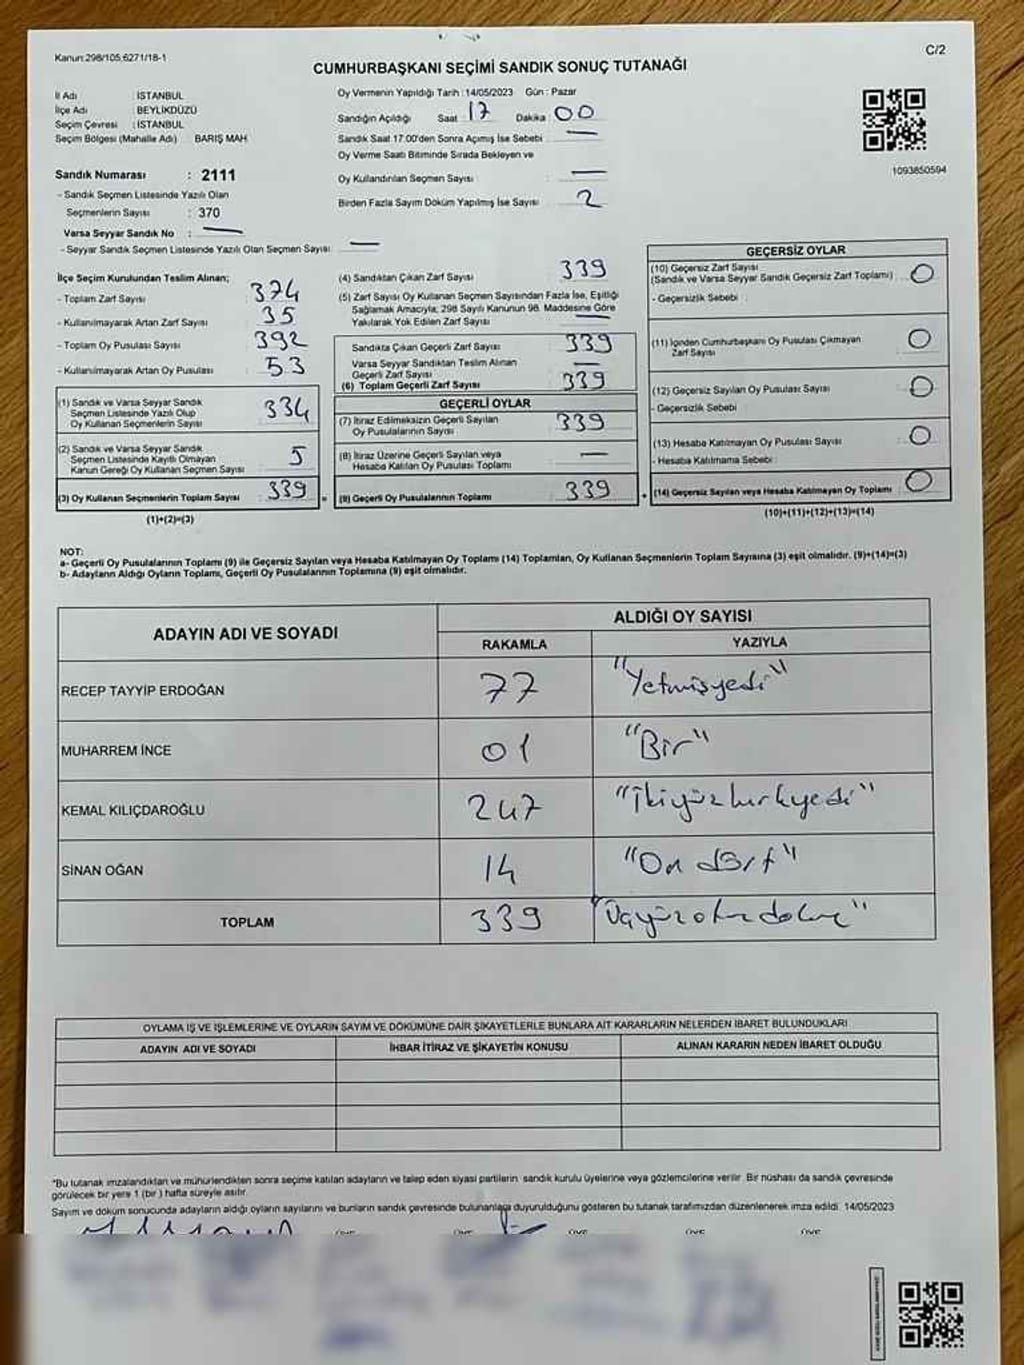 Kanun:298/105,6271/18-1
C/2
CUMHURBAŞKANI SEÇİMİ SANDIK SONUÇ TUTANAĞI
İl Adı : İSTANBUL
İlçe Adı : BEYLİKDÜZÜ
Seçim Çevresi : İSTANBUL
Seçim Bölgesi (Mahalle Adı) : BARIŞ MAH
Sandık Numarası : 2111
- Sandık Seçmen Listesinde Yazılı Olan
Seçmenlerin Sayısı : 370
Varsa Seyyar Sandık No : —
- Seyyar Sandık Seçmen Listesinde Yazılı Olan Seçmen Sayısı: —
Oy Vermenin Yapıldığı Tarih :14/05/2023 Gün : Pazar
Sandığın Açıldığı Saat 17 Dakika 00
Sandık Saat 17.00'den Sonra Açımış İse Sebebi : —
Oy Verme Saati Bitiminde Sırada Bekleyen ve
Oy Kullandırılan Seçmen Sayısı : —
Birden Fazla Sayım Döküm Yapılmış İse Sayısı : 2
1093850594
İlçe Seçim Kurulundan Teslim Alınan;
- Toplam Zarf Sayısı : 374
- Kullanılmayarak Artan Zarf Sayısı : 35
- Toplam Oy Pusulası Sayısı : 392
- Kullanılmayarak Artan Oy Pusulası : 53
(1) Sandık ve Varsa Seyyar Sandık
Seçmen Listesinde Yazılı Olup
Oy Kullanan Seçmenlerin Sayısı : 334
(2) Sandık ve Varsa Seyyar Sandık
Seçmen Listesinde Kayıtlı Olmayan
Kanun Gereği Oy Kullanan Seçmen Sayısı : 5
(3) Oy Kullanan Seçmenlerin Toplam Sayısı : 339 =
(1)+(2)=(3)
(4) Sandıktan Çıkan Zarf Sayısı : 339
(5) Zarf Sayısı Oy Kullanan Seçmen Sayısından Fazla İse, Eşitliği
Sağlamak Amacıyla, 298 Sayılı Kanunun 98. Maddesine Göre
Yakılarak Yok Edilen Zarf Sayısı : —
Sandıkta Çıkan Geçerli Zarf Sayısı : 339
Varsa Seyyar Sandıktan Teslim Alınan
Geçerli Zarf Sayısı : —
(6) Toplam Geçerli Zarf Sayısı : 339
GEÇERLİ OYLAR
(7) İtiraz Edilmeksizin Geçerli Sayılan
Oy Pusulalarının Sayısı : 339
(8) İtiraz Üzerine Geçerli Sayılan veya
Hesaba Katılan Oy Pusulası Toplamı : —
(9) Geçerli Oy Pusulalarının Toplamı : 339 +
GEÇERSİZ OYLAR
(10) Geçersiz Zarf Sayısı
(Sandık ve Varsa Seyyar Sandık Geçersiz Zarf Toplamı) : 0
- Geçersizlik Sebebi :
(11) İçinden Cumhurbaşkanı Oy Pusulası Çıkmayan
Zarf Sayısı : 0
(12) Geçersiz Sayılan Oy Pusulası Sayısı : 0
- Geçersizlik Sebebi :
(13) Hesaba Katılmayan Oy Pusulası Sayısı : 0
- Hesaba Katılmama Sebebi :
(14) Geçersiz Sayılan veya Hesaba Katılmayan Oy Toplamı : 0
(10)+(11)+(12)+(13)=(14)
NOT:
a- Geçerli Oy Pusulalarının Toplamı (9) ile Geçersiz Sayılan veya Hesaba Katılmayan Oy Toplamı (14) Toplamları, Oy Kullanan Seçmenlerin Toplam Sayısına (3) eşit olmalıdır. (9)+(14)=(3)
b- Adayların Aldığı Oyların Toplamı, Geçerli Oy Pusulalarının Toplamına (9) eşit olmalıdır.
ADAYIN ADI VE SOYADI
ALDIĞI OY SAYISI
RAKAMLA YAZIYLA
RECEP TAYYİP ERDOĞAN 77 "Yetmişyedi"
MUHARREM İNCE 01 "Bir"
KEMAL KILIÇDAROĞLU 247 "İkiyüzkırkyedi"
SİNAN OĞAN 14 "On dört"
TOPLAM 339 "Üçyüzotuzdokuz"
OYLAMA İŞ VE İŞLEMLERİNE VE OYLARIN SAYIM VE DÖKÜMÜNE DAİR ŞİKAYETLERLE BUNLARA AİT KARARLARIN NELERDEN İBARET BULUNDUKLARI
ADAYIN ADI VE SOYADI İHBAR İTİRAZ VE ŞİKAYETİN KONUSU ALINAN KARARIN NEDEN İBARET OLDUĞU
*Bu tutanak imzalandıktan ve mühürlendikten sonra seçime katılan adayların ve talep eden siyasi partilerin sandık kurulu üyelerine veya gözlemcilerine verilir. Bir nüshası da sandık çevresinde
görülecek bir yere 1 (bir ) hafta süreyle asılır.
Sayım ve döküm sonucunda adayların aldığı oyların sayılarını ve bunların sandık çevresinde bulunanlara duyurulduğunu gösteren bu tutanak tarafımızdan düzenlenerek imza edildi. 14/05/2023